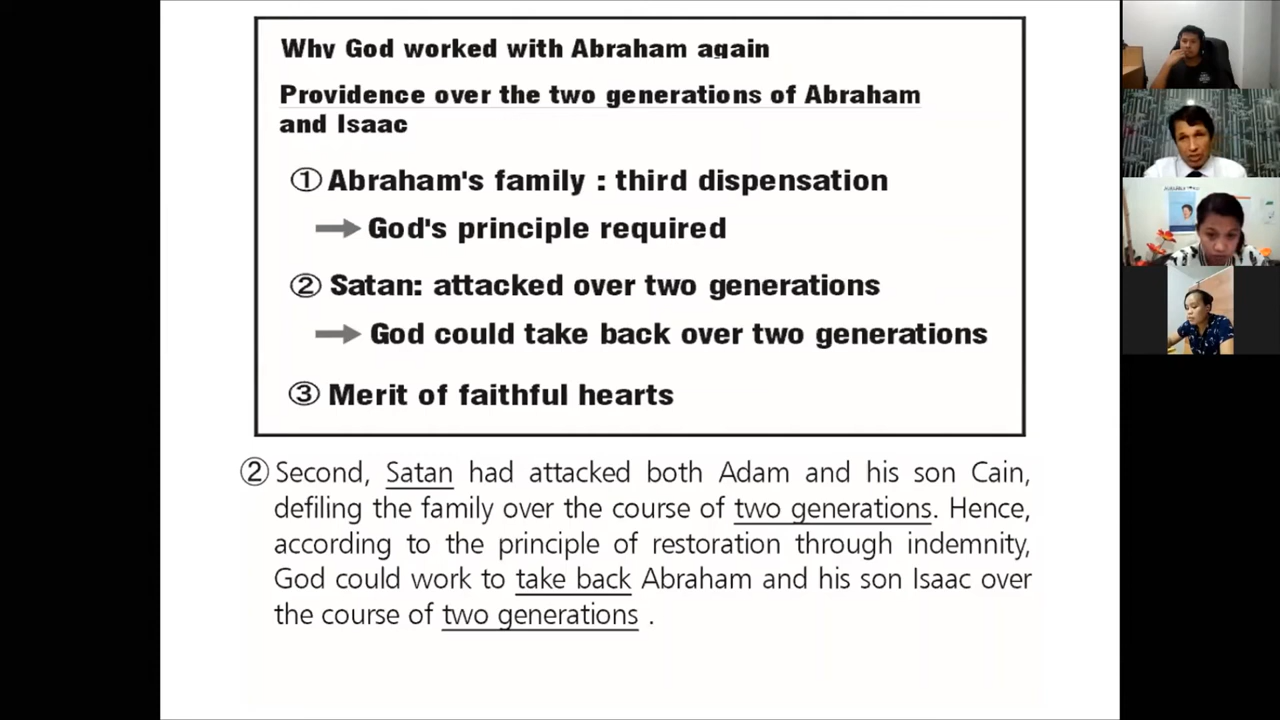 Why God worked with Abraham again
Providence over the two generations of Abraham
and Isaac
① Abraham's family : third dispensation
→ God's principle required
② Satan: attacked over two generations
→ God could take back over two generations
③ Merit of faithful hearts
② Second, Satan had attacked both Adam and his son Cain,
defiling the family over the course of two generations. Hence,
according to the principle of restoration through indemnity,
God could work to take back Abraham and his son Isaac over
the course of two generations .